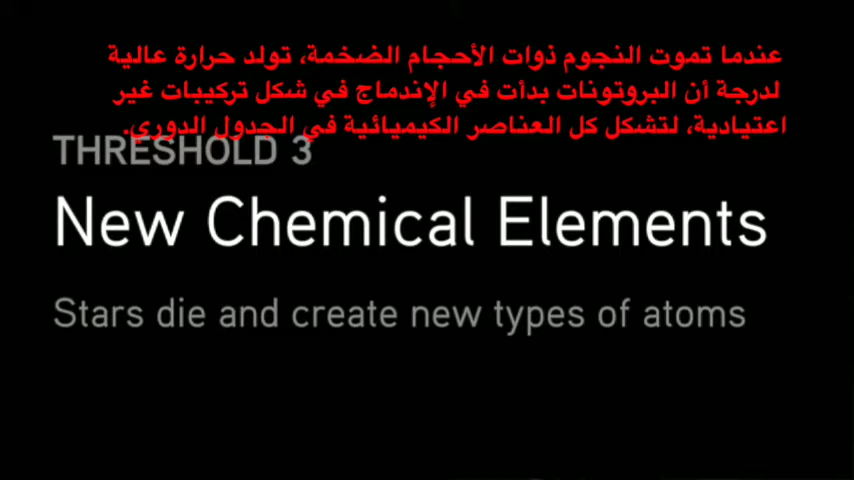 عندما تموت النجوم ذوات الأحجام الضخمة، تولد حرارة عالية
لدرجة أن البروتونات بدأت في الإندماج في شكل تركيبات غير
اعتيادية، لتشكل كل العناصر الكيميائية في الجدول الدوري.
THRESHOLD 3
New Chemical Elements
Stars die and create new types of atoms